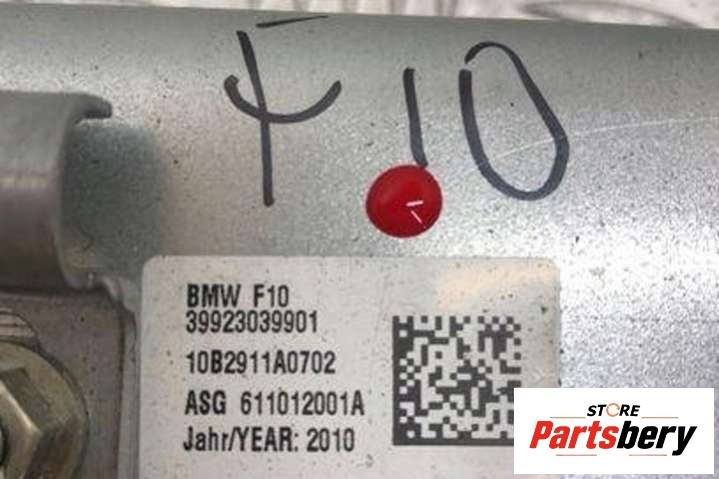 F10
BMW F10
39923039901
10B2911A0702
ASG 611012001A
Jahr/YEAR: 2010
STORE
Partsbery